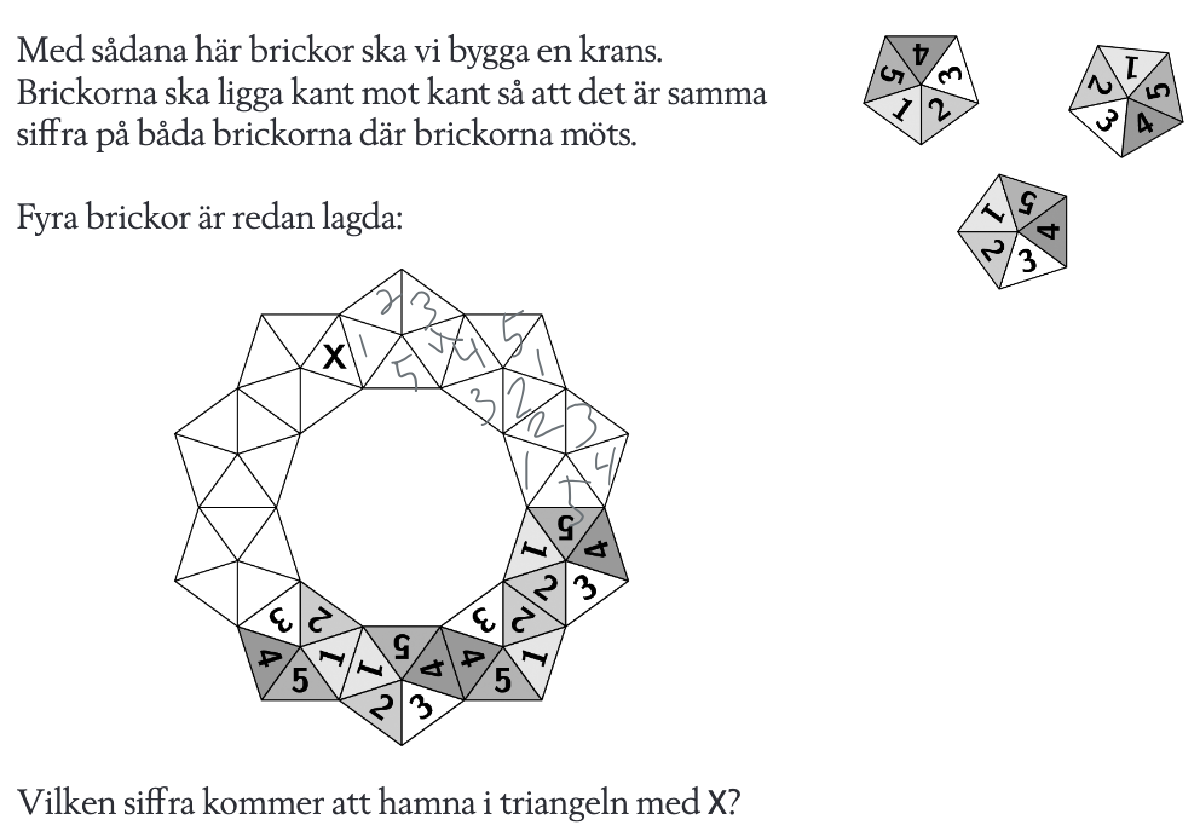 Med sådana här brickor ska vi bygga en krans.
Brickorna ska ligga kant mot kant så att det är samma
siffra på båda brickorna där brickorna möts.
4
5
3
1
2
1
2
5
3
4
5
1
4
2
3
Fyra brickor är redan lagda:
2 3
X 1 4 4 5
5 1
3 2 2 3
1 4
5
5
1 4
2 3
3 2 3 2
4 1 1 5 4 4 1
5 5
2 3
Vilken siffra kommer att hamna i triangeln med X?